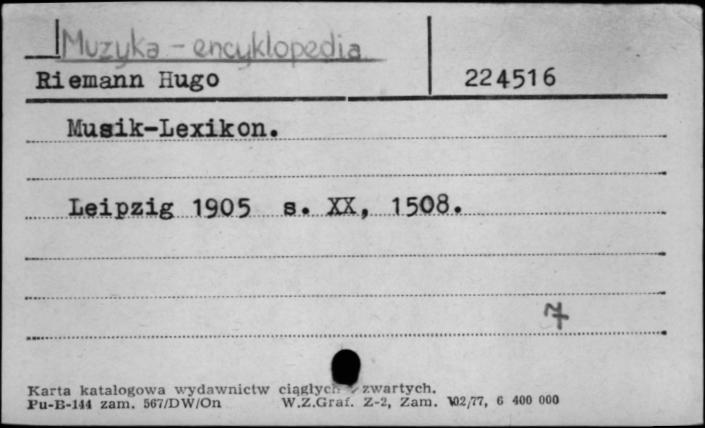 Muzyka - encyklopedia
Riemann Hugo 224516
Musik-Lexikon.
Leipzig 1905 s. XX, 1508.
7
Karta katalogowa wydawnictw ciągłych zwartych.
Pu-B-144 zam. 567/DW/On W.Z.Graf. Z-2, Zam. 102/77, 6 400 000